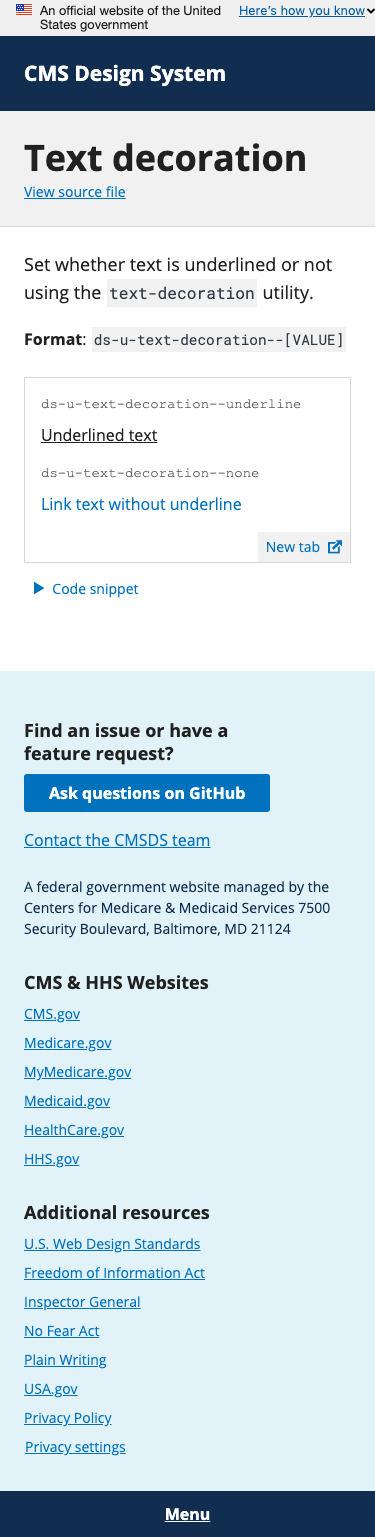 An official website of the United States government
Here's how you know
CMS Design System
Text decoration
View source file
Set whether text is underlined or not
using the text-decoration utility.
Format: ds-u-text-decoration--[VALUE]
ds-u-text-decoration--underline
Underlined text
ds-u-text-decoration--none
Link text without underline
New tab
Code snippet
Find an issue or have a
feature request?
Ask questions on GitHub
Contact the CMSDS team
A federal government website managed by the
Centers for Medicare & Medicaid Services 7500
Security Boulevard, Baltimore, MD 21124
CMS & HHS Websites
CMS.gov
Medicare.gov
MyMedicare.gov
Medicaid.gov
HealthCare.gov
HHS.gov
Additional resources
U.S. Web Design Standards
Freedom of Information Act
Inspector General
No Fear Act
Plain Writing
USA.gov
Privacy Policy
Privacy settings
Menu